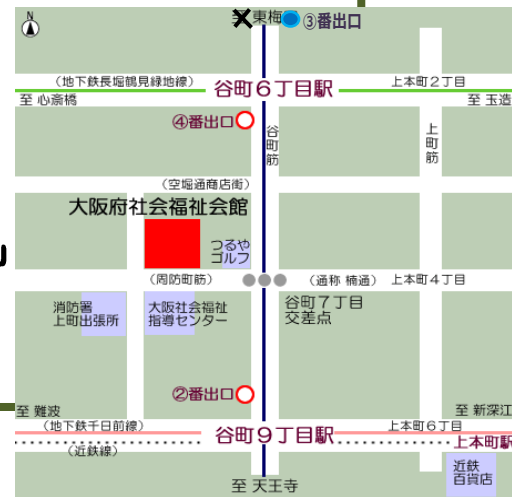 N
至 東梅
③番出口
(地下鉄長堀鶴見緑地線)
谷町6丁目駅
上本町2丁目
至 心斎橋
至 玉造
④番出口
谷町筋
上町筋
(空堀通商店街)
大阪府社会福祉会館
つるや
ゴルフ
(周防町筋)
(通称 楠通)
上本町4丁目
消防署
上町出張所
大阪社会福祉
指導センター
谷町7丁目
交差点
②番出口
至 難波
至 新深江
(地下鉄千日前線)
谷町9丁目駅
上本町6丁目
(近鉄線)
上本町駅
近鉄
百貨店
至 天王寺